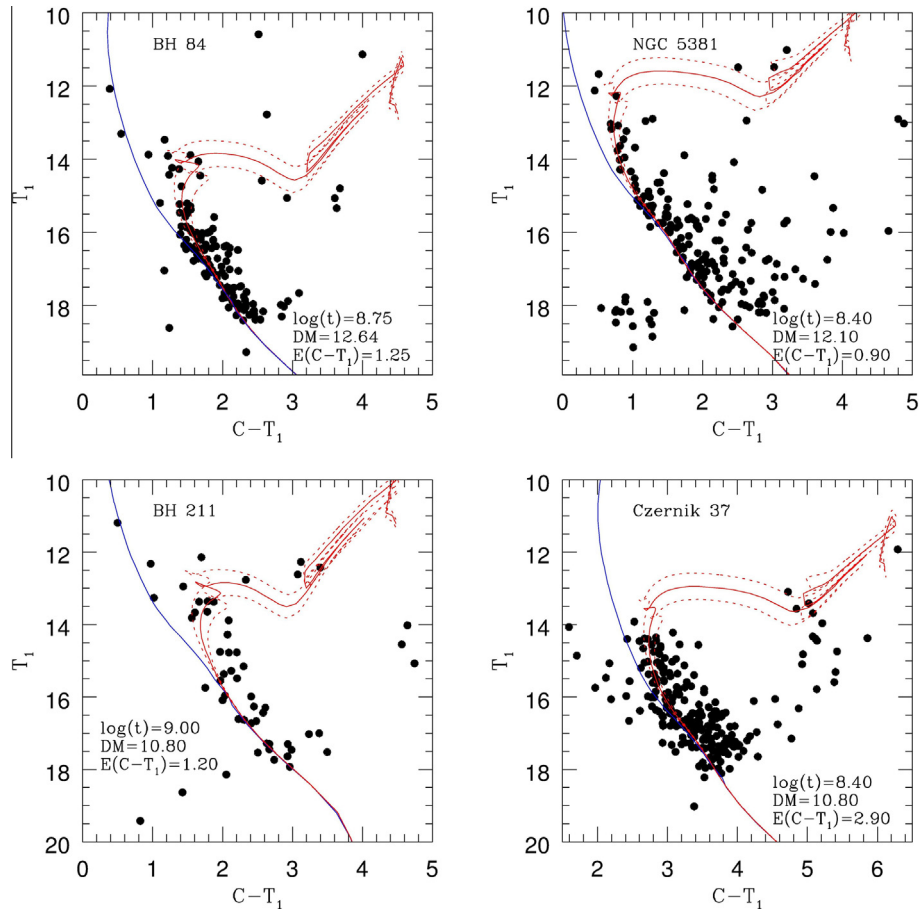 BH 84
10
12
14
16
18
T₁
0 1 2 3 4 5
C−T₁
log(t)=8.75
DM=12.64
E(C−T₁)=1.25
NGC 5381
10
12
14
16
18
T₁
0 1 2 3 4 5
C−T₁
log(t)=8.40
DM=12.10
E(C−T₁)=0.90
BH 211
10
12
14
16
18
20
T₁
0 1 2 3 4 5
C−T₁
log(t)=9.00
DM=10.80
E(C−T₁)=1.20
Czernik 37
10
12
14
16
18
20
T₁
2 3 4 5 6
C−T₁
log(t)=8.40
DM=10.80
E(C−T₁)=2.90